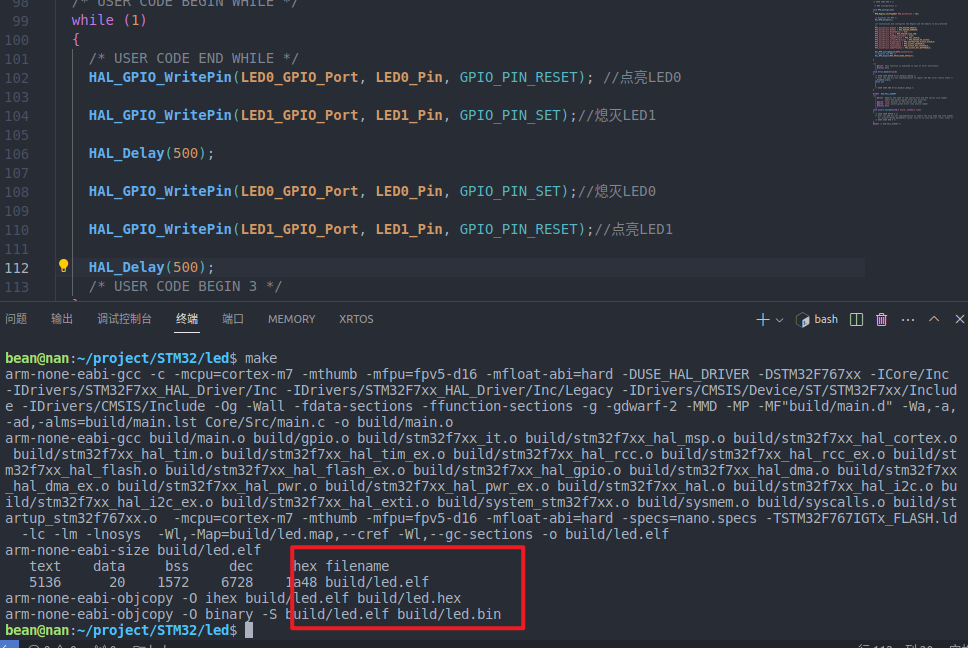 98 /* USER CODE BEGIN WHILE */
99 while (1)
100 {
101 /* USER CODE END WHILE */
102 HAL_GPIO_WritePin(LED0_GPIO_Port, LED0_Pin, GPIO_PIN_RESET); //点亮LED0
103
104 HAL_GPIO_WritePin(LED1_GPIO_Port, LED1_Pin, GPIO_PIN_SET);//熄灭LED1
105
106 HAL_Delay(500);
107
108 HAL_GPIO_WritePin(LED0_GPIO_Port, LED0_Pin, GPIO_PIN_SET);//熄灭LED0
109
110 HAL_GPIO_WritePin(LED1_GPIO_Port, LED1_Pin, GPIO_PIN_RESET);//点亮LED1
111
112 HAL_Delay(500);
113 /* USER CODE BEGIN 3 */
问题 输出 调试控制台 终端 端口 MEMORY XRTOS bash
bean@nan:~/project/STM32/led$ make
arm-none-eabi-gcc -c -mcpu=cortex-m7 -mthumb -mfpu=fpv5-d16 -mfloat-abi=hard -DUSE_HAL_DRIVER -DSTM32F767xx -ICore/Inc
-IDrivers/STM32F7xx_HAL_Driver/Inc -IDrivers/STM32F7xx_HAL_Driver/Inc/Legacy -IDrivers/CMSIS/Device/ST/STM32F7xx/Includ
e -IDrivers/CMSIS/Include -Og -Wall -fdata-sections -ffunction-sections -g -gdwarf-2 -MMD -MP -MF"build/main.d" -Wa,-a,
-ad,-alms=build/main.lst Core/Src/main.c -o build/main.o
arm-none-eabi-gcc build/main.o build/gpio.o build/stm32f7xx_it.o build/stm32f7xx_hal_msp.o build/stm32f7xx_hal_cortex.o
build/stm32f7xx_hal_tim.o build/stm32f7xx_hal_tim_ex.o build/stm32f7xx_hal_rcc.o build/stm32f7xx_hal_rcc_ex.o build/st
m32f7xx_hal_flash.o build/stm32f7xx_hal_flash_ex.o build/stm32f7xx_hal_gpio.o build/stm32f7xx_hal_dma.o build/stm32f7xx
_hal_dma_ex.o build/stm32f7xx_hal_pwr.o build/stm32f7xx_hal_pwr_ex.o build/stm32f7xx_hal.o build/stm32f7xx_hal_i2c.o bu
ild/stm32f7xx_hal_i2c_ex.o build/stm32f7xx_hal_exti.o build/system_stm32f7xx.o build/sysmem.o build/syscalls.o build/st
artup_stm32f767xx.o -mcpu=cortex-m7 -mthumb -mfpu=fpv5-d16 -mfloat-abi=hard -specs=nano.specs -TSTM32F767IGTx_FLASH.ld
-lc -lm -lnosys -Wl,-Map=build/led.map,--cref -Wl,--gc-sections -o build/led.elf
arm-none-eabi-size build/led.elf
text data bss dec hex filename
5136 20 1572 6728 1a48 build/led.elf
arm-none-eabi-objcopy -O ihex build/led.elf build/led.hex
arm-none-eabi-objcopy -O binary -S build/led.elf build/led.bin
bean@nan:~/project/STM32/led$